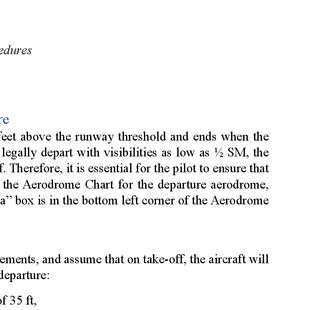 edures
re
feet above the runway threshold and ends when the
legally depart with visibilities as low as ½ SM, the
f. Therefore, it is essential for the pilot to ensure that
the Aerodrome Chart for the departure aerodrome,
a” box is in the bottom left corner of the Aerodrome
ements, and assume that on take-off, the aircraft will
departure:
of 35 ft,